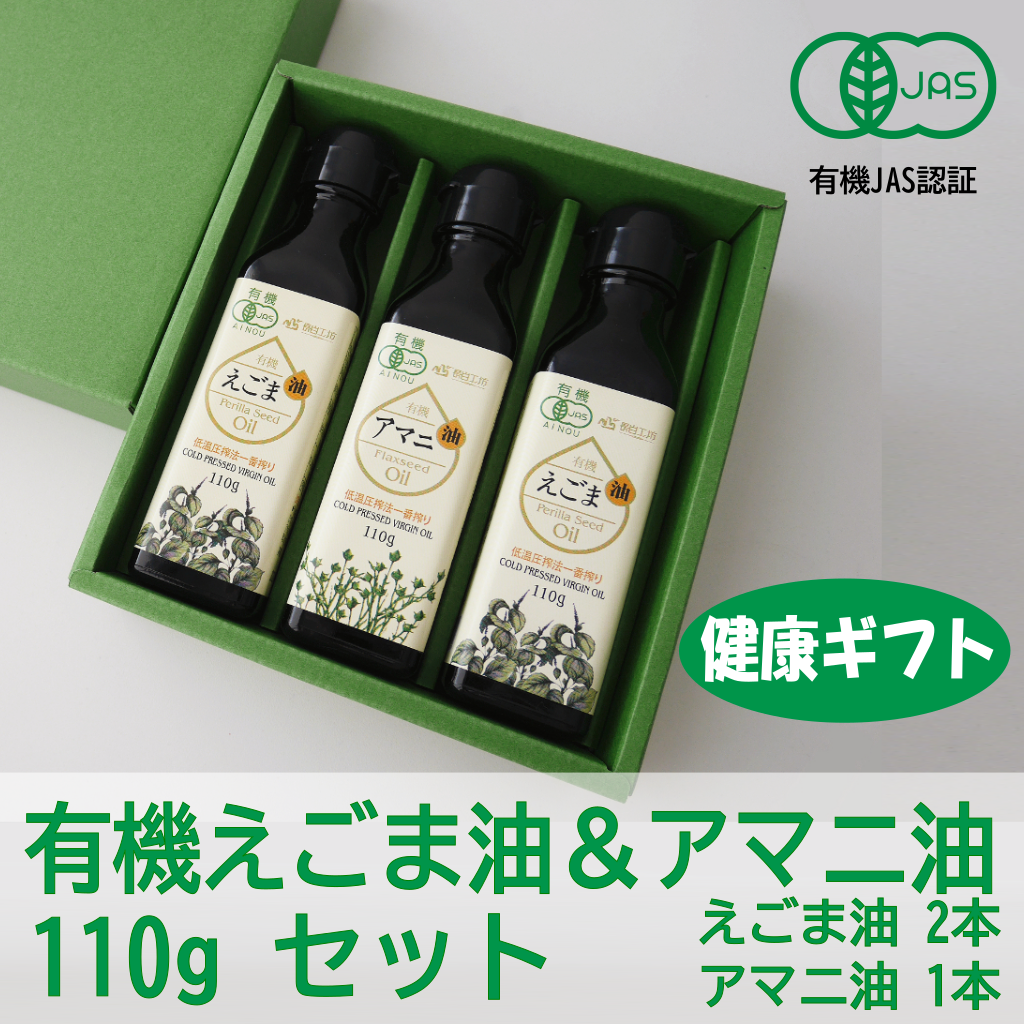 JAS
有機JAS認証
有機
JAS
AINOU
有機
えごま
油
Perilla Seed
Oil
低温圧搾法一番搾り
COLD PRESSED VIRGIN OIL
110g
有機
JAS
AINOU
有機
アマニ
油
Flaxseed
Oil
低温圧搾法一番搾り
COLD PRESSED VIRGIN OIL
110g
有機
JAS
AINOU
有機
えごま
油
Perilla Seed
Oil
低温圧搾法一番搾り
COLD PRESSED VIRGIN OIL
110g
健康ギフト
有機えごま油＆アマニ油
110g セット
えごま油 2本
アマニ油 1本